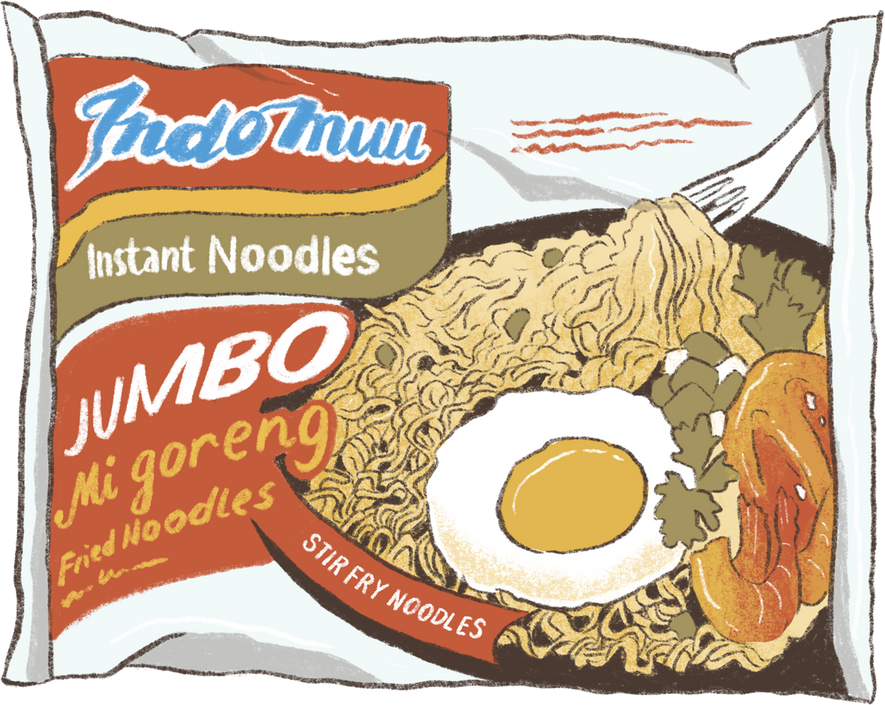 Indomuu
Instant Noodles
JUMBO
Mi goreng
Fried Noodles
STIR FRY NOODLES